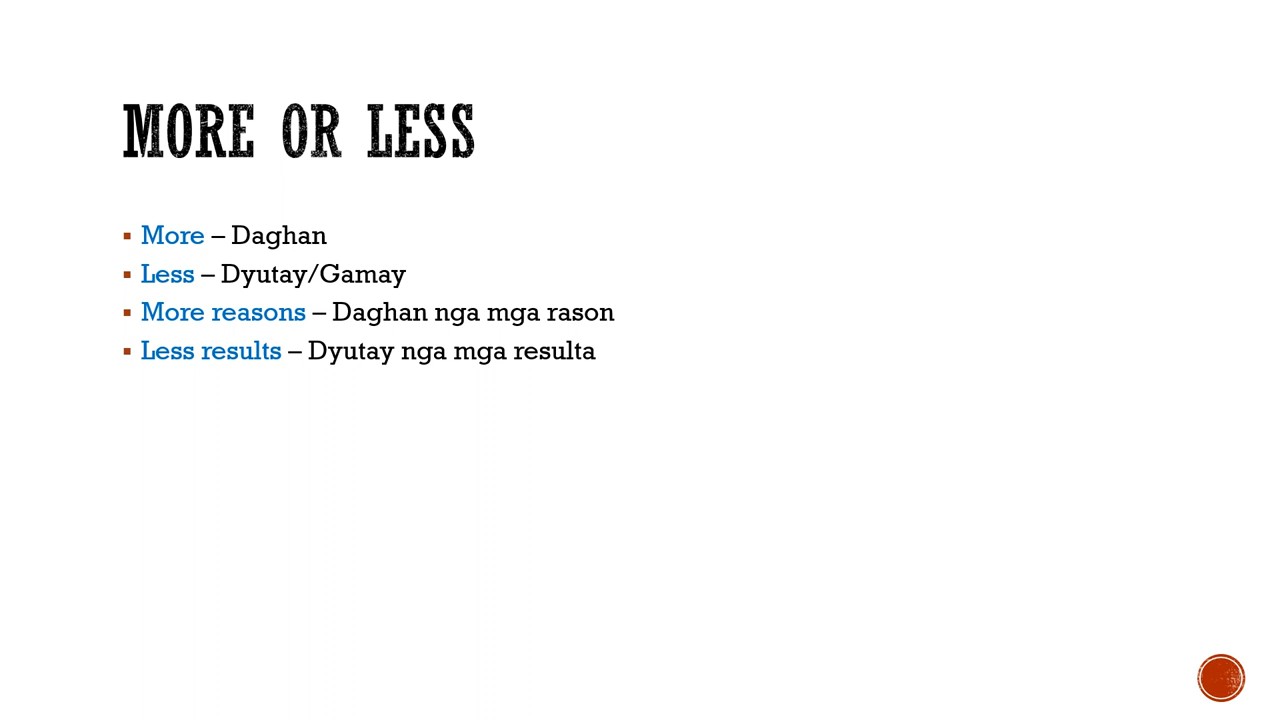 MORE OR LESS
▪ More – Daghan
▪ Less – Dyutay/Gamay
▪ More reasons – Daghan nga mga rason
▪ Less results – Dyutay nga mga resulta